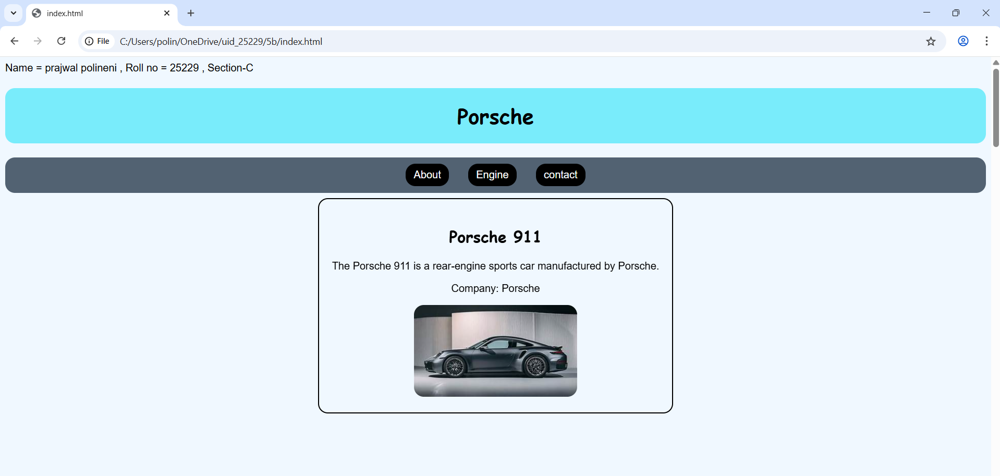 index.html
File C:/Users/polin/OneDrive/uid_25229/5b/index.html
Name = prajwal polineni , Roll no = 25229 , Section-C
Porsche
About Engine contact
Porsche 911
The Porsche 911 is a rear-engine sports car manufactured by Porsche.
Company: Porsche